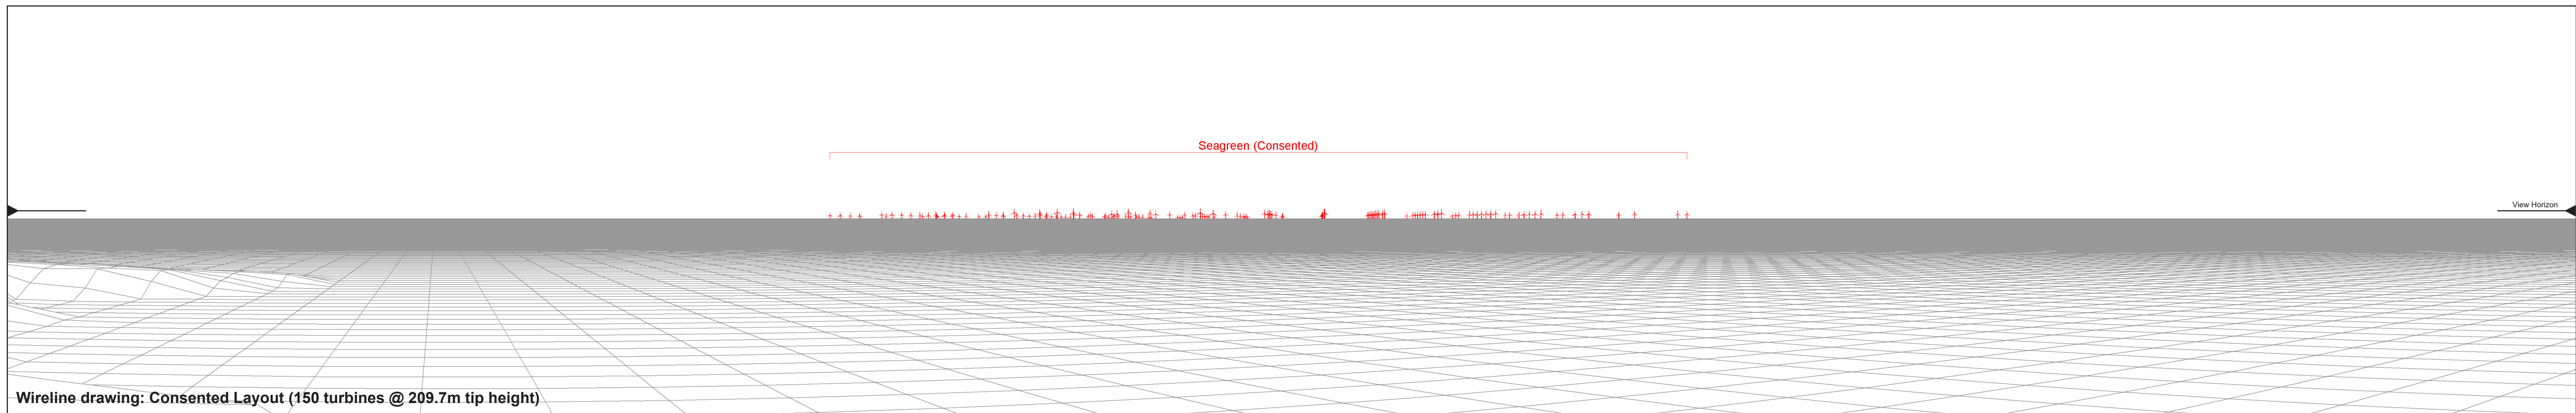 Seagreen (Consented)
View Horizon
Wireline drawing: Consented Layout (150 turbines @ 209.7m tip height)